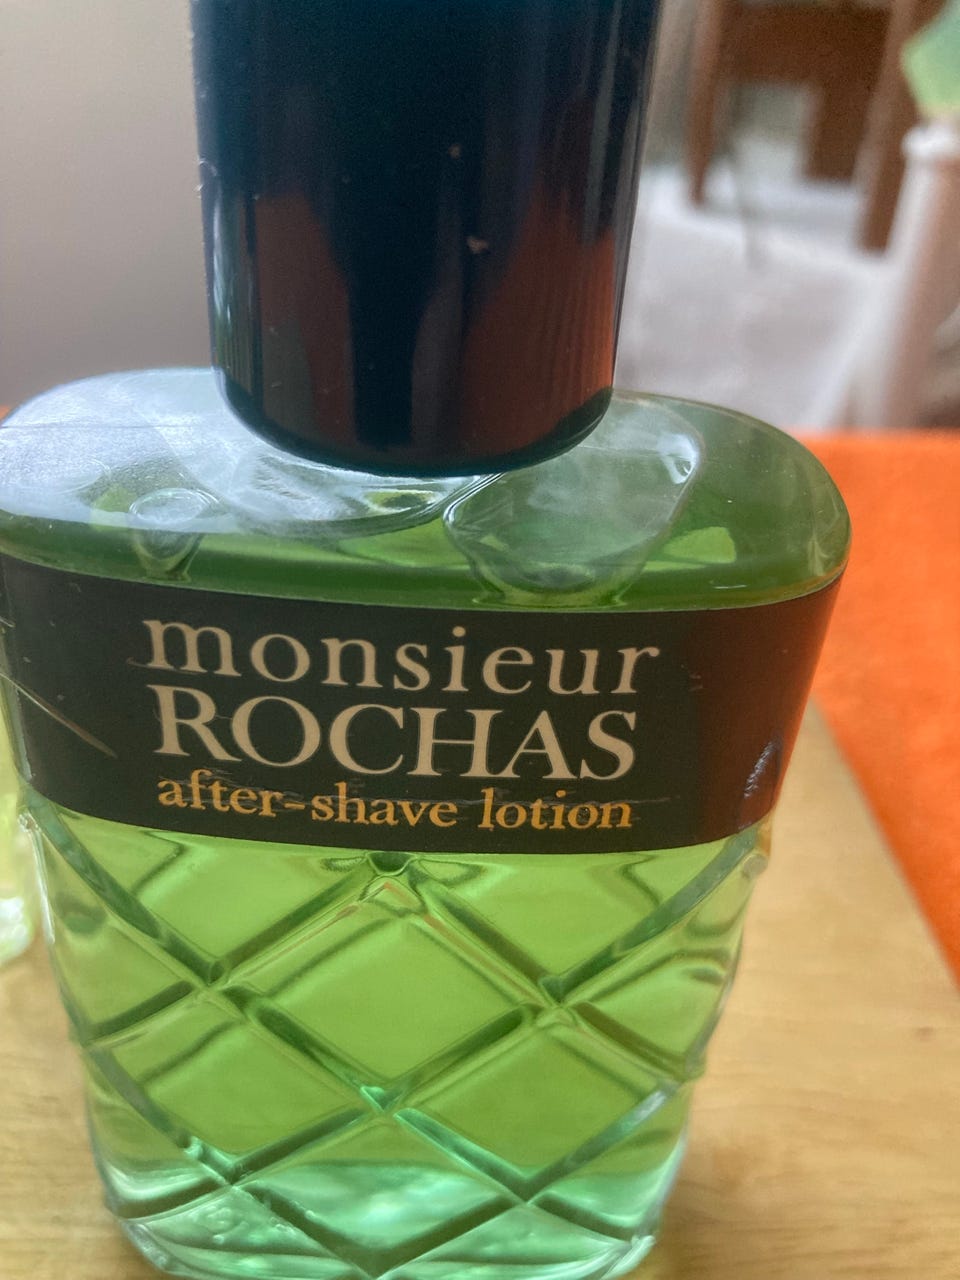 monsieur
ROCHAS
after-shave lotion